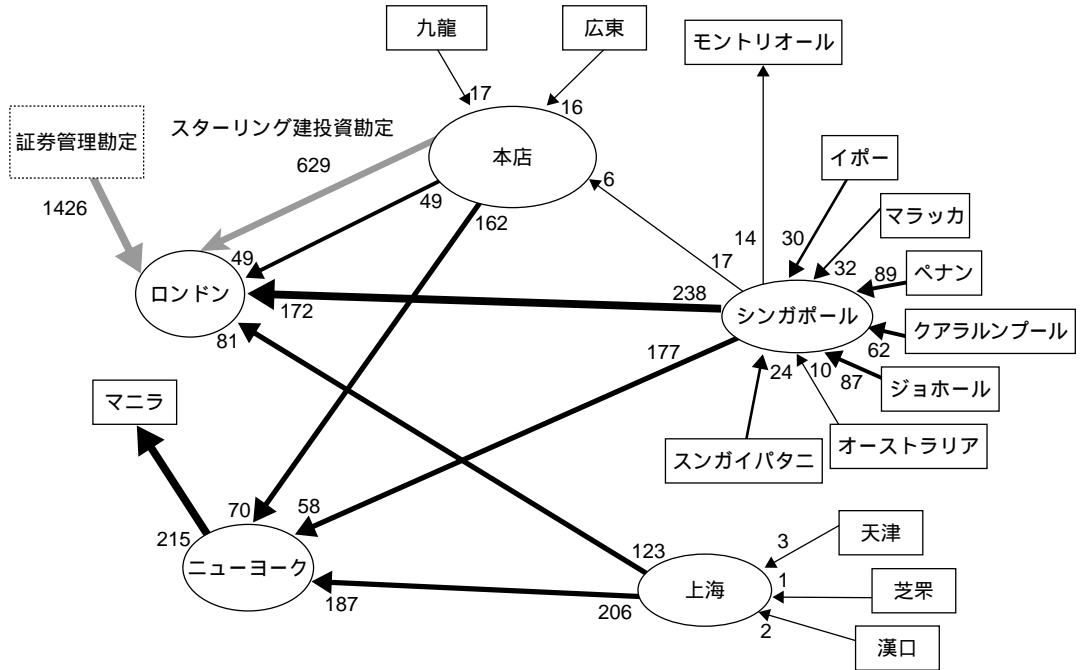 九龍
広東
モントリオール
17
16
証券管理勘定
スターリング建投資勘定
本店
イポー
629
6
マラッカ
1426
49
162
14
30
17
32
89
ペナン
49
ロンドン
172
238
シンガポール
クアラルンプール
81
62
177
24
10
87
ジョホール
マニラ
スンガイパタニ
オーストラリア
70
58
215
天津
3
123
ニューヨーク
187
206
上海
1
芝罘
2
漢口